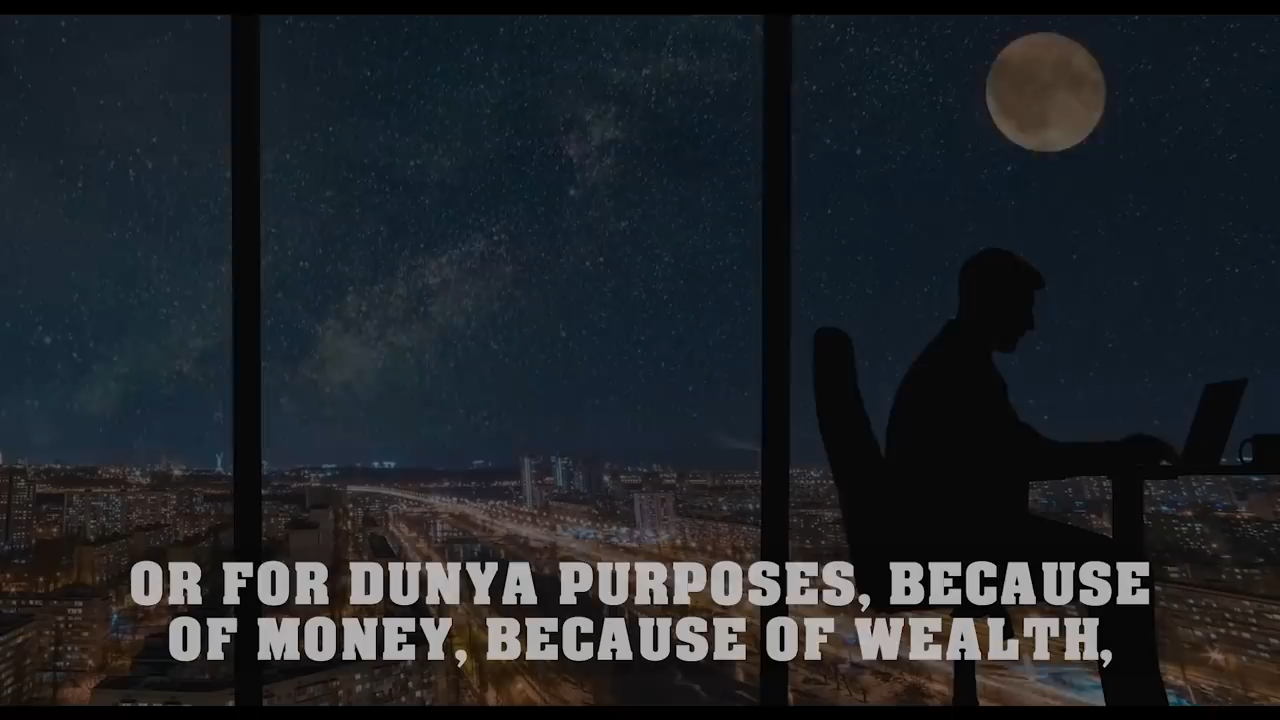 OR FOR DUNYA PURPOSES, BECAUSE
OF MONEY, BECAUSE OF WEALTH,